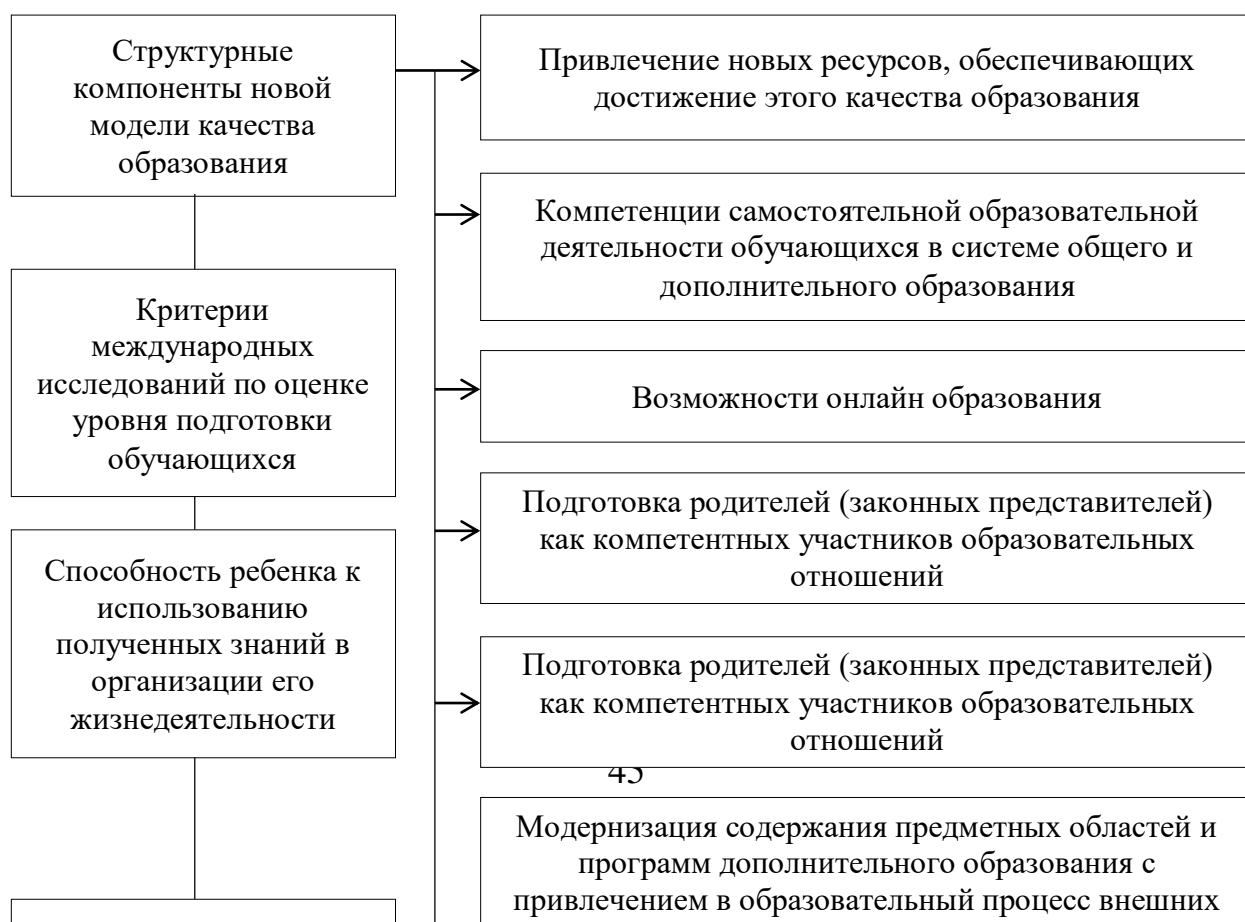 Структурные
компоненты новой
модели качества
образования
Критерии
международных
исследований по оценке
уровня подготовки
обучающихся
Способность ребенка к
использованию
полученных знаний в
организации его
жизнедеятельности
Привлечение новых ресурсов, обеспечивающих
достижение этого качества образования
Компетенции самостоятельной образовательной
деятельности обучающихся в системе общего и
дополнительного образования
Возможности онлайн образования
Подготовка родителей (законных представителей)
как компетентных участников образовательных
отношений
Подготовка родителей (законных представителей)
как компетентных участников образовательных
отношений
45
Модернизация содержания предметных областей и
программ дополнительного образования с
привлечением в образовательный процесс внешних